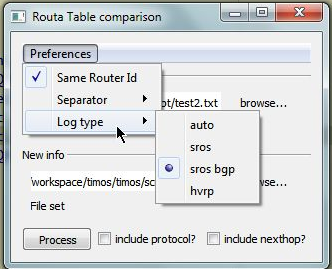 Routa Table comparison
Preferences
Same Router Id
Separator
Log type
auto
sros
sros bgp
hvrp
pt/test2.txt browse...
New info
/workspace/timos/timos/sc browse...
File set
Process include protocol? include nexthop?